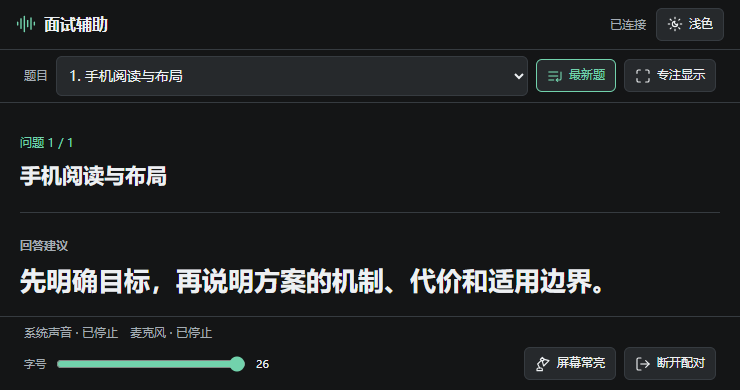 面试辅助
已连接
浅色
题目
1. 手机阅读与布局
最新题
专注显示
问题 1 / 1
手机阅读与布局
回答建议
先明确目标，再说明方案的机制、代价和适用边界。
系统声音 · 已停止 麦克风 · 已停止
字号
26
屏幕常亮
断开配对